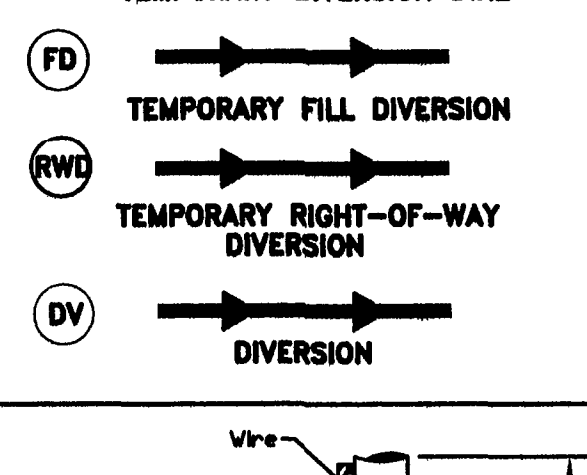 FD
TEMPORARY FILL DIVERSION
RWD
TEMPORARY RIGHT-OF-WAY
DIVERSION
DV
DIVERSION
Wire